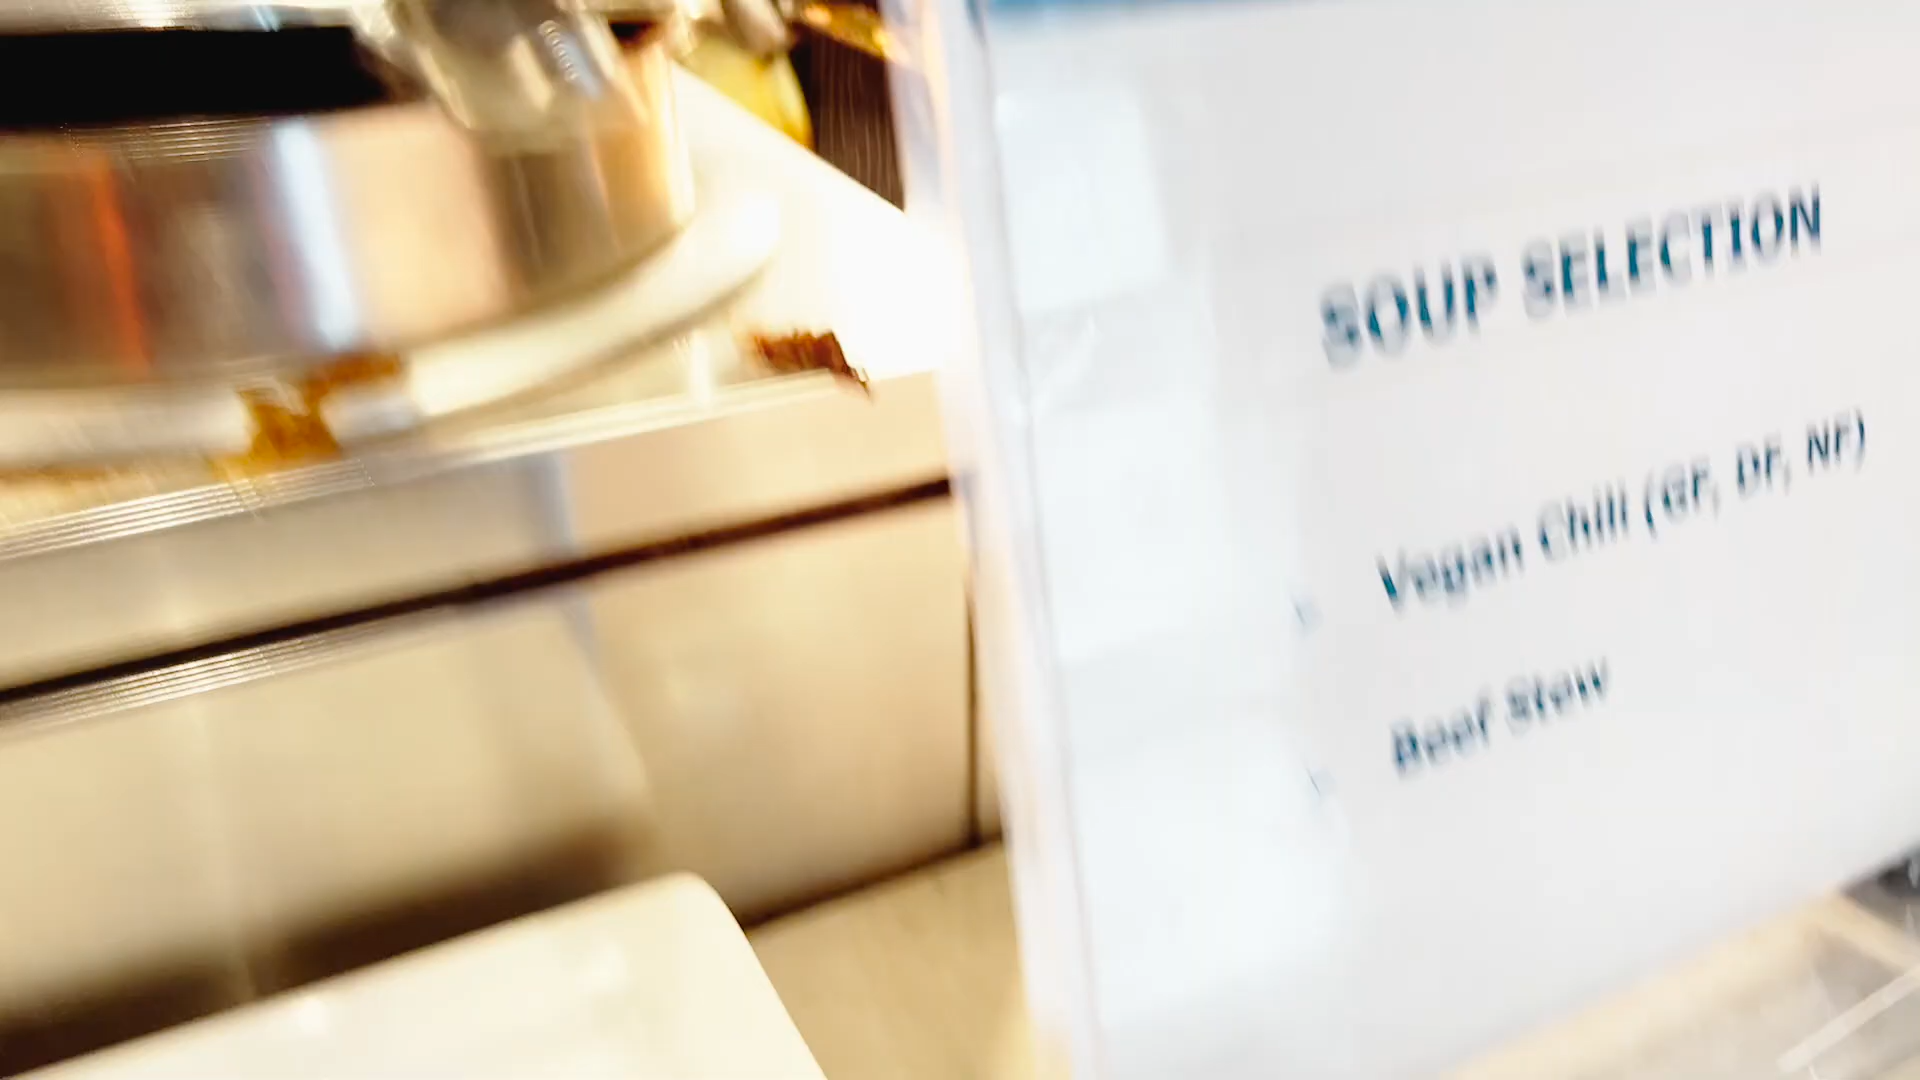 SOUP SELECTION
Vegan Chili (GF, DF, NF)
Beef Stew